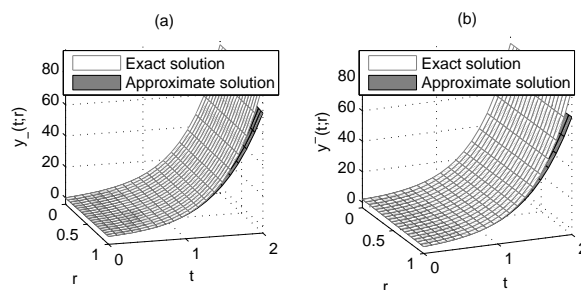 (a)
Exact solution
Approximate solution
80
60
40
20
0
y_(t;r)
0
0.5
1
r
0
1
2
t
(b)
Exact solution
Approximate solution
80
60
40
20
0
y¯(t;r)
0
0.5
1
r
0
1
2
t